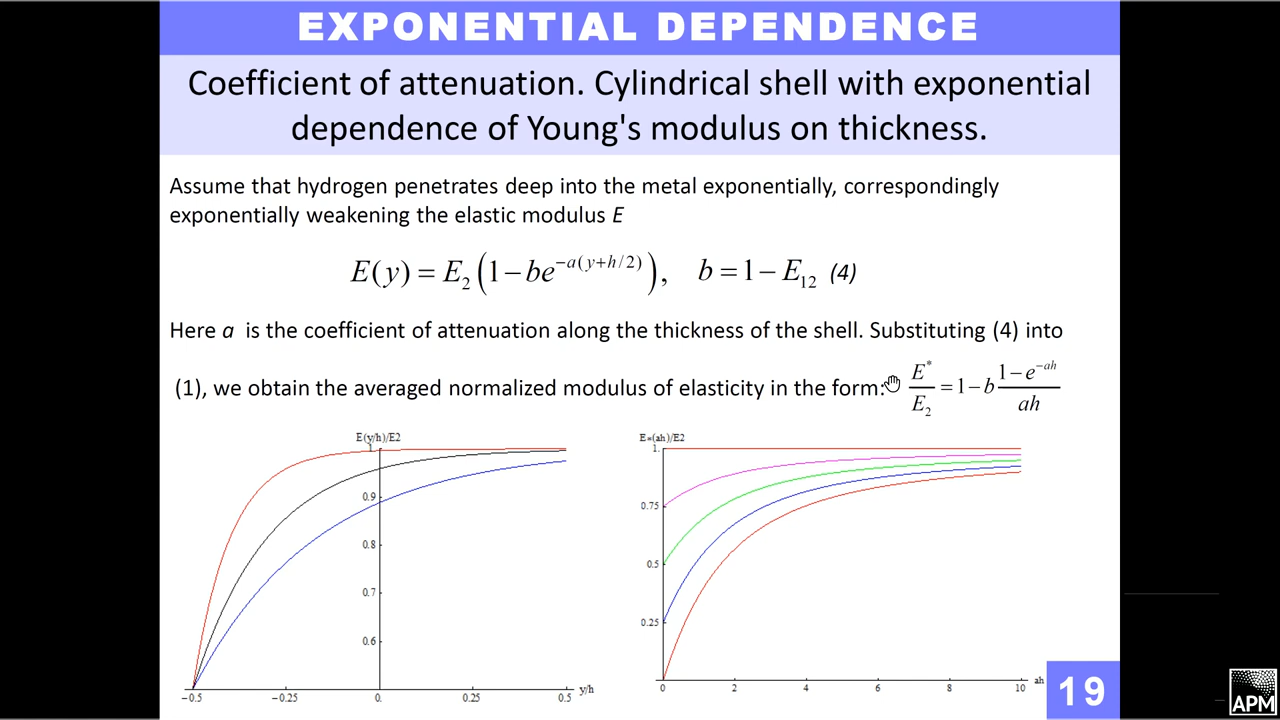 EXPONENTIAL DEPENDENCE
Coefficient of attenuation. Cylindrical shell with exponential
dependence of Young's modulus on thickness.
Assume that hydrogen penetrates deep into the metal exponentially, correspondingly
exponentially weakening the elastic modulus E
E(y) = E₂(1 − be^(−a(y+h/2))), b = 1 − E₁₂ (4)
Here a is the coefficient of attenuation along the thickness of the shell. Substituting (4) into
(1), we obtain the averaged normalized modulus of elasticity in the form: E*/E₂ = 1 − b (1 − e^(−ah))/ah
E(y/h)/E2
1.
0.9
0.8
0.7
0.6
−0.5 −0.25 0. 0.25 0.5 y/h
E*(ah)/E2
1.
0.75
0.5
0.25
0 2 4 6 8 10 ah
19
APM